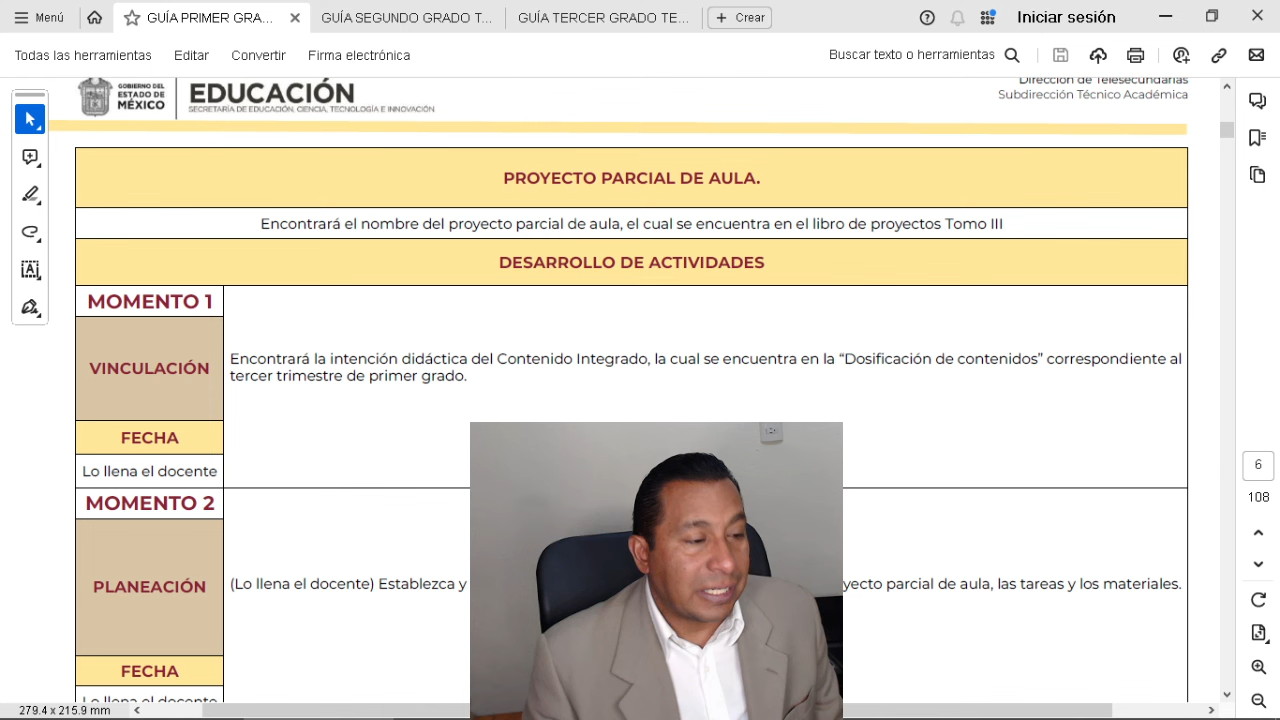 Menú
GUÍA PRIMER GRA...
GUÍA SEGUNDO GRADO T...
GUÍA TERCER GRADO TE...
Crear
Iniciar sesión
Todas las herramientas
Editar
Convertir
Firma electrónica
Buscar texto o herramientas
GOBIERNO DEL
ESTADO DE
MÉXICO
EDUCACIÓN
SECRETARÍA DE EDUCACIÓN, CIENCIA, TECNOLOGÍA E INNOVACIÓN
Dirección de Telesecundarias
Subdirección Técnico Académica
PROYECTO PARCIAL DE AULA.
Encontrará el nombre del proyecto parcial de aula, el cual se encuentra en el libro de proyectos Tomo III
DESARROLLO DE ACTIVIDADES
MOMENTO 1
VINCULACIÓN
Encontrará la intención didáctica del Contenido Integrado, la cual se encuentra en la “Dosificación de contenidos” correspondiente al
tercer trimestre de primer grado.
FECHA
Lo llena el docente
MOMENTO 2
PLANEACIÓN
(Lo llena el docente) Establezca y
yecto parcial de aula, las tareas y los materiales.
FECHA
Lo llena el docente
6
108
279.4 x 215.9 mm